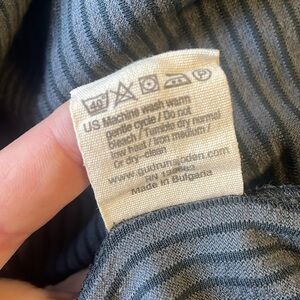 40 P
US Machine wash warm
gentle cycle / Do not
bleach / Tumble dry normal
low heat / Iron medium /
Or dry-clean
www.gudrunsjoden.com
RN
Made in Bulgaria